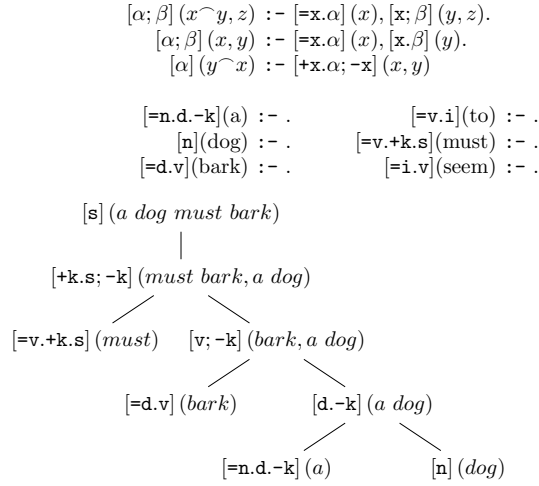 [α; β] (x⌢y, z) :- [=x.α] (x), [x; β] (y, z).
[α; β] (x, y) :- [=x.α] (x), [x.β] (y).
[α] (y⌢x) :- [+x.α; -x] (x, y)
[=n.d.-k](a) :- . [=v.i](to) :- .
[n](dog) :- . [=v.+k.s](must) :- .
[=d.v](bark) :- . [=i.v](seem) :- .
[s] (a dog must bark)
[+k.s; -k] (must bark, a dog)
[=v.+k.s] (must) [v; -k] (bark, a dog)
[=d.v] (bark) [d.-k] (a dog)
[=n.d.-k] (a) [n] (dog)